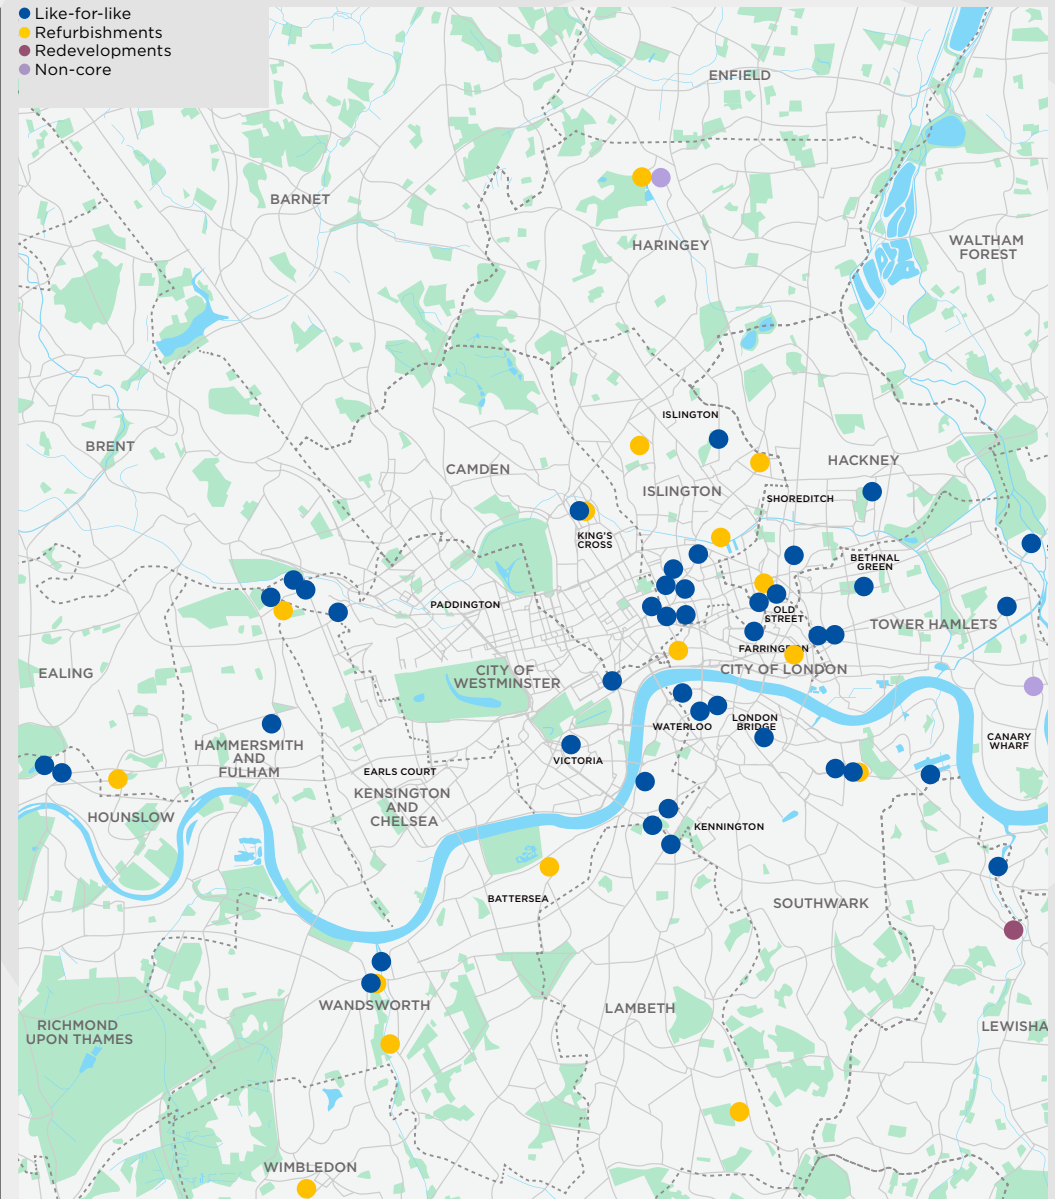 Like-for-like
Refurbishments
Redevelopments
Non-core
ENFIELD
BARNET
HARINGEY
WALTHAM
FOREST
ISLINGTON
BRENT
CAMDEN
HACKNEY
ISLINGTON
SHOREDITCH
KING'S
CROSS
BETHNAL
GREEN
PADDINGTON
OLD
STREET
TOWER HAMLETS
FARRINGDON
CITY OF LONDON
EALING
CITY OF
WESTMINSTER
WATERLOO
LONDON
BRIDGE
CANARY
WHARF
HAMMERSMITH
AND
FULHAM
VICTORIA
EARLS COURT
KENSINGTON
AND
CHELSEA
HOUNSLOW
KENNINGTON
BATTERSEA
SOUTHWARK
WANDSWORTH
LAMBETH
RICHMOND
UPON THAMES
LEWISHA
WIMBLEDON